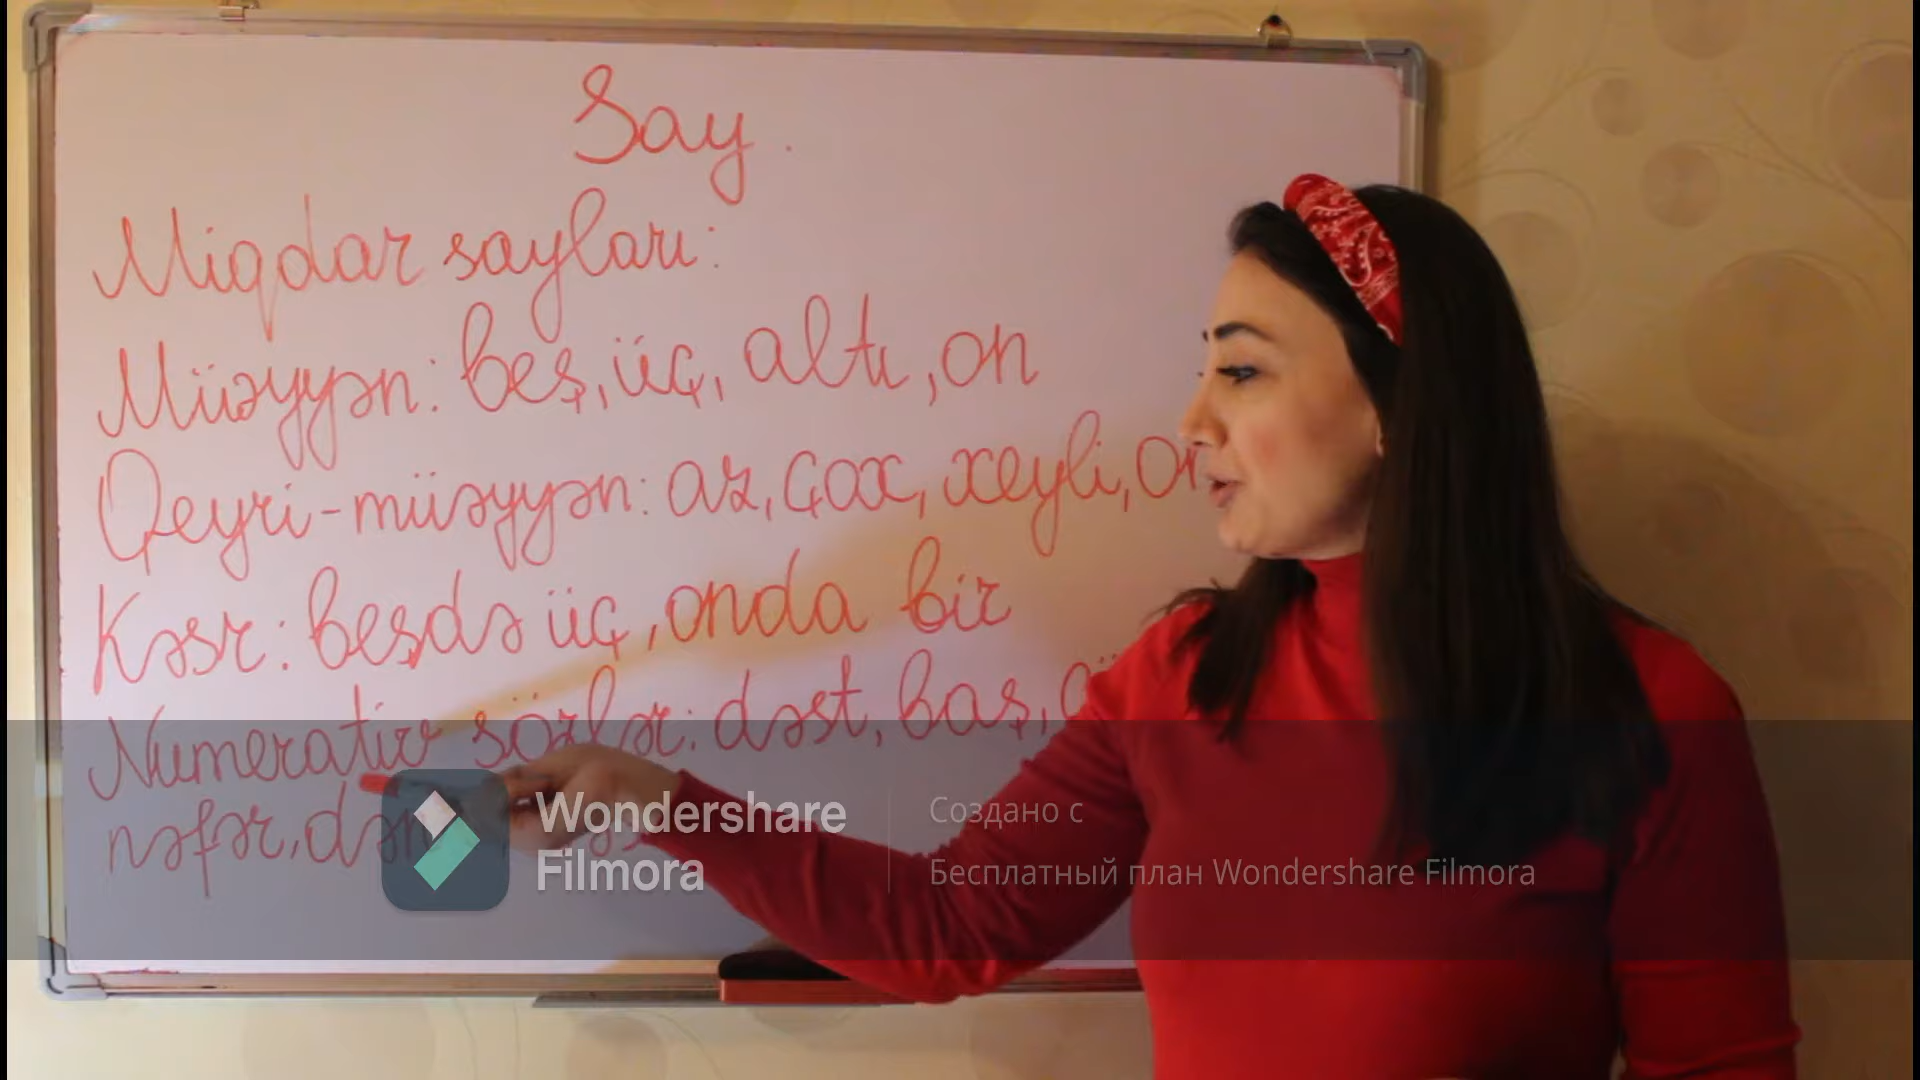 Say.
Miqdar sayları:
Müəyyən: beş, üç, altı, on
Qeyri-müəyyən: az, çox, xeyli,
Kəsr: beşdə üç, onda bir
Numerativ sözlər: dəst, baş,
nəfər,
Wondershare
Filmora
Создано с
Бесплатный план Wondershare Filmora